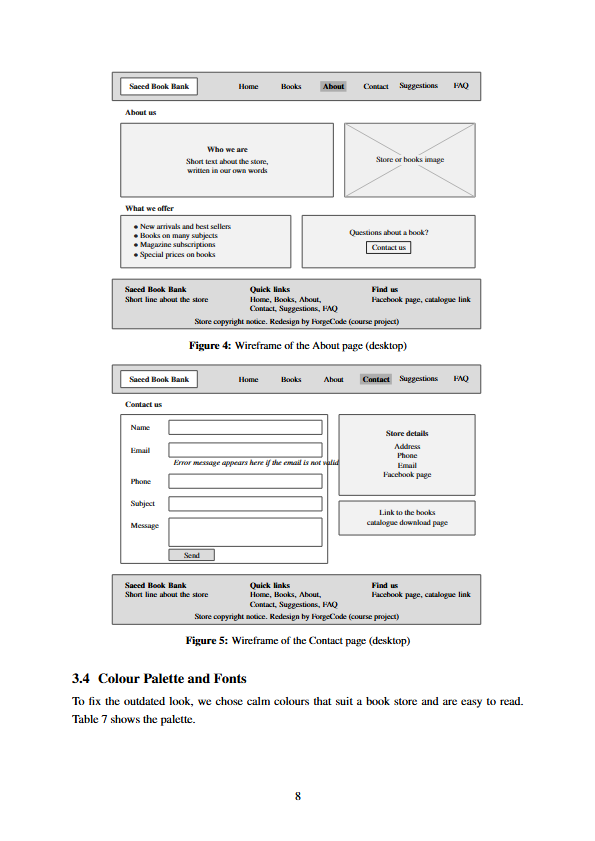 Saeed Book Bank Home Books About Contact Suggestions FAQ
About us
Who we are
Short text about the store,
written in our own words
Store or books image
What we offer
● New arrivals and best sellers
● Books on many subjects
● Magazine subscriptions
● Special prices on books
Questions about a book?
Contact us
Saeed Book Bank Quick links Find us
Short line about the store Home, Books, About, Facebook page, catalogue link
Contact, Suggestions, FAQ
Store copyright notice. Redesign by ForgeCode (course project)
Figure 4: Wireframe of the About page (desktop)
Saeed Book Bank Home Books About Contact Suggestions FAQ
Contact us
Name
Email
Error message appears here if the email is not valid
Phone
Subject
Message
Send
Store details
Address
Phone
Email
Facebook page
Link to the books
catalogue download page
Saeed Book Bank Quick links Find us
Short line about the store Home, Books, About, Facebook page, catalogue link
Contact, Suggestions, FAQ
Store copyright notice. Redesign by ForgeCode (course project)
Figure 5: Wireframe of the Contact page (desktop)
3.4 Colour Palette and Fonts
To fix the outdated look, we chose calm colours that suit a book store and are easy to read.
Table 7 shows the palette.
8